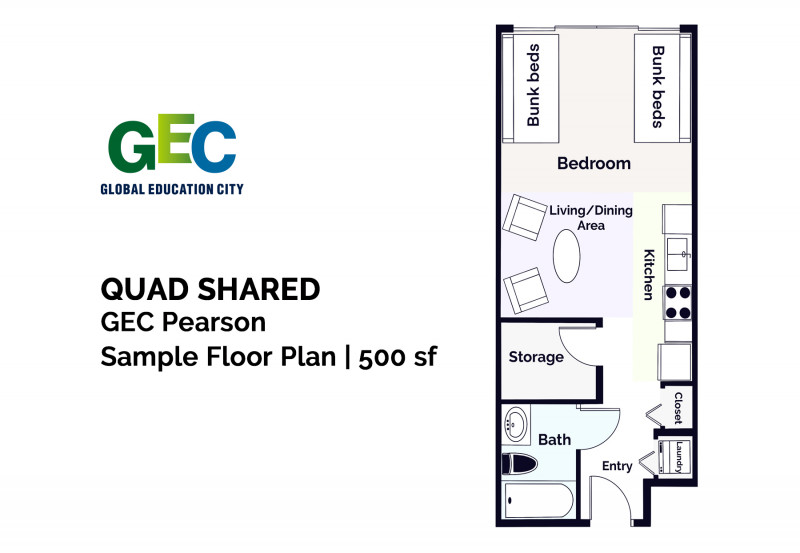 GEC
GLOBAL EDUCATION CITY
QUAD SHARED
GEC Pearson
Sample Floor Plan | 500 sf
Bunk beds
Bunk beds
Bedroom
Living/Dining
Area
Kitchen
Storage
Closet
Bath
Laundry
Entry